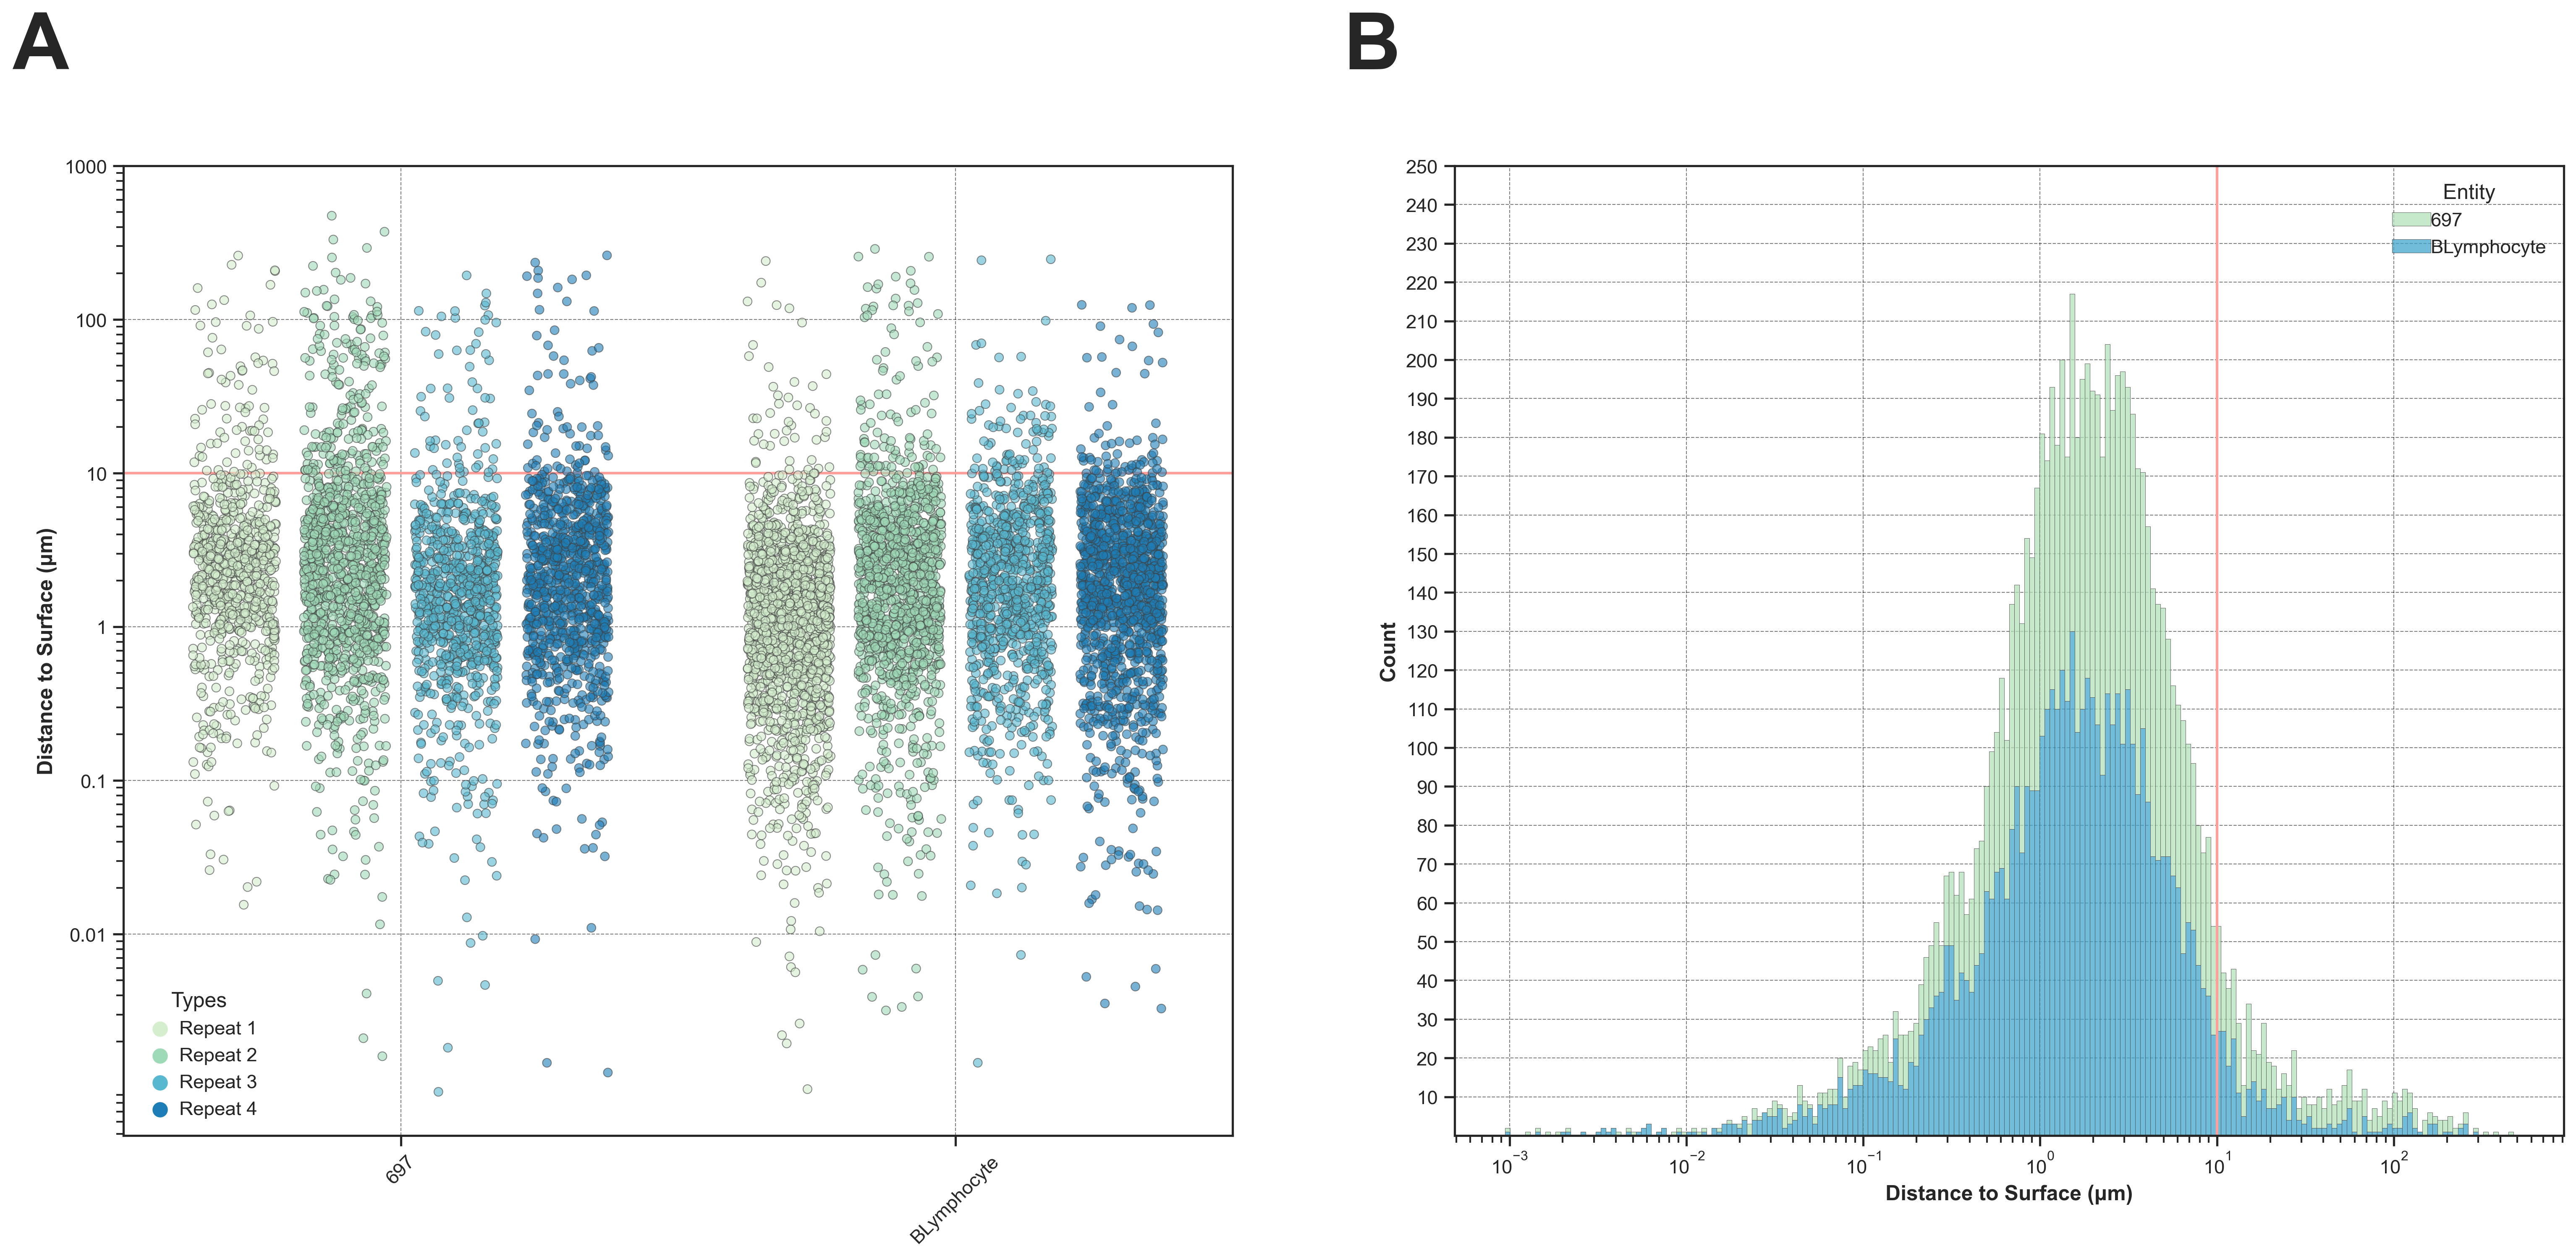 A
B
1000
100
10
1
0.1
0.01
Distance to Surface (µm)
Types
Repeat 1
Repeat 2
Repeat 3
Repeat 4
697
BLymphocyte
250
240
230
220
210
200
190
180
170
160
150
140
130
120
110
100
90
80
70
60
50
40
30
20
10
Count
Entity
697
BLymphocyte
10⁻³ 10⁻² 10⁻¹ 10⁰ 10¹ 10²
Distance to Surface (µm)